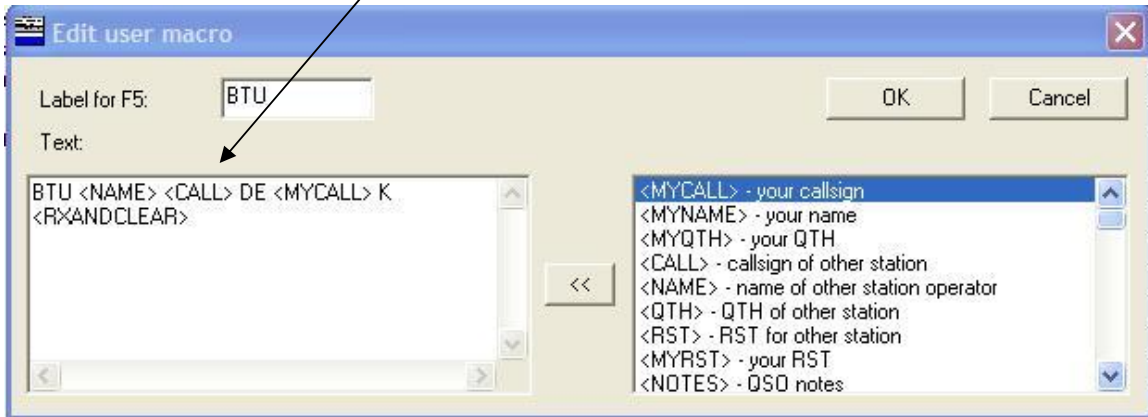 Edit user macro
Label for F5:
BTU
OK
Cancel
Text:
BTU <NAME> <CALL> DE <MYCALL> K
<RXANDCLEAR>
<<
<MYCALL> - your callsign
<MYNAME> - your name
<MYQTH> - your QTH
<CALL> - callsign of other station
<NAME> - name of other station operator
<QTH> - QTH of other station
<RST> - RST for other station
<MYRST> - your RST
<NOTES> - QSO notes